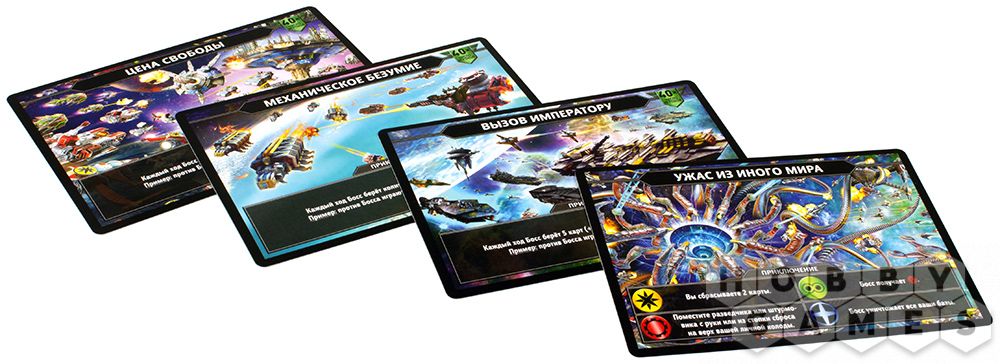 ЦЕНА СВОБОДЫ
40
Каждый ход Босс
Пример: против Бос
МЕХАНИЧЕСКОЕ БЕЗУМИЕ
40
Каждый ход Босс берёт
Пример: против Босса играю
ВЫЗОВ ИМПЕРАТОРУ
40
Каждый ход Босс берёт 5 карт (
Пример: против Босса игра
УЖАС ИЗ ИНОГО МИРА
ПРИКЛЮЧЕНИЕ
Вы сбрасываете 2 карты.
Босс получает
Поместите разведчика или штурмо-
вика с руки или из стопки сброса
на верх вашей личной колоды.
Босс уничтожает все ваши базы.
HOBBY
GAMES